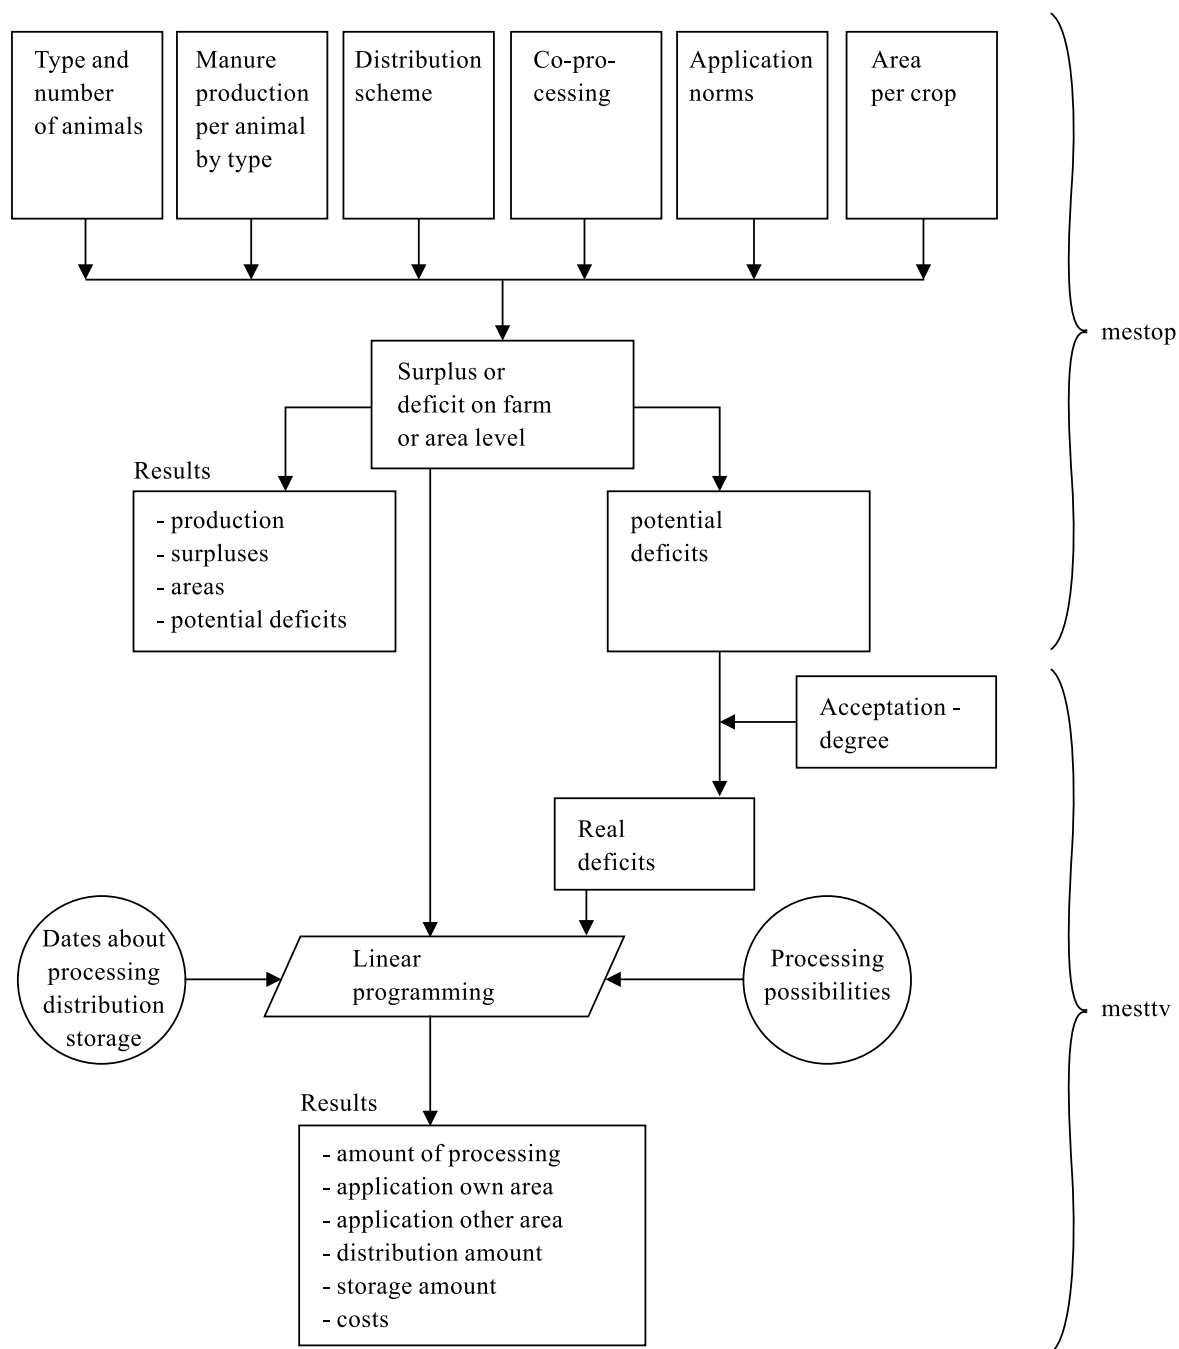 Type and
number
of animals
Manure
production
per animal
by type
Distribution
scheme
Co-pro-
cessing
Application
norms
Area
per crop
mestop
Surplus or
deficit on farm
or area level
Results
- production
- surpluses
- areas
- potential deficits
potential
deficits
Acceptation -
degree
Real
deficits
Dates about
processing
distribution
storage
Linear
programming
Processing
possibilities
mesttv
Results
- amount of processing
- application own area
- application other area
- distribution amount
- storage amount
- costs